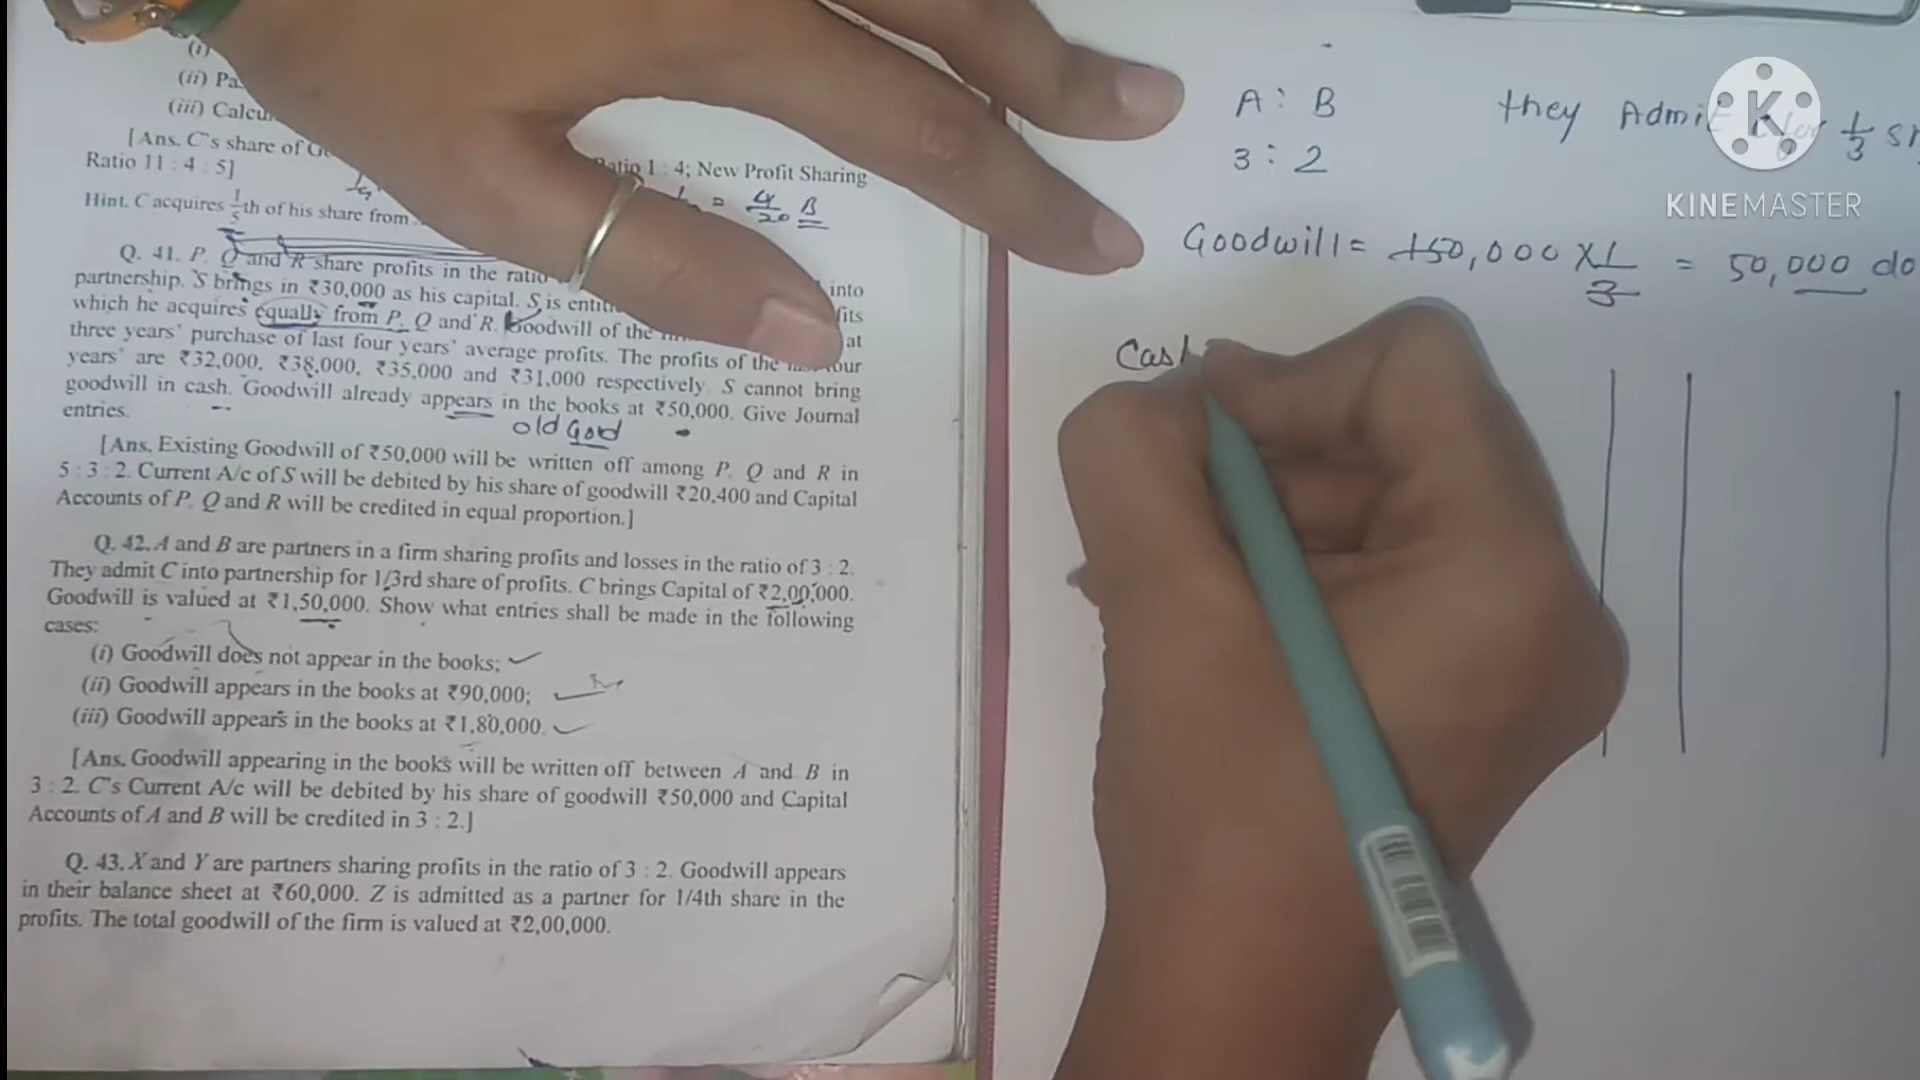 (i)
(ii) Pa
(iii) Calcu
[Ans. C's share of G Ratio 1 : 4; New Profit Sharing
Ratio 11 : 4 : 5]
Hint. C acquires 1/5th of his share from
= 4/20 B
Q. 41. P, Q and R share profits in the ratio into
partnership. S brings in ₹30,000 as his capital. S is entit fits
which he acquires equally from P, Q and R. Goodwill of the at
three years' purchase of last four years' average profits. The profits of the four
years are ₹32,000, ₹38,000, ₹35,000 and ₹31,000 respectively. S cannot bring
goodwill in cash. Goodwill already appears in the books at ₹50,000. Give Journal
entries.
old Good
[Ans. Existing Goodwill of ₹50,000 will be written off among P, Q and R in
5 : 3 : 2. Current A/c of S will be debited by his share of goodwill ₹20,400 and Capital
Accounts of P, Q and R will be credited in equal proportion.]
Q. 42. A and B are partners in a firm sharing profits and losses in the ratio of 3 : 2.
They admit C into partnership for 1/3rd share of profits. C brings Capital of ₹2,00,000.
Goodwill is valued at ₹1,50,000. Show what entries shall be made in the following
cases:
(i) Goodwill does not appear in the books;
(ii) Goodwill appears in the books at ₹90,000;
(iii) Goodwill appears in the books at ₹1,80,000.
[Ans. Goodwill appearing in the books will be written off between A and B in
3 : 2. C's Current A/c will be debited by his share of goodwill ₹50,000 and Capital
Accounts of A and B will be credited in 3 : 2.]
Q. 43. X and Y are partners sharing profits in the ratio of 3 : 2. Goodwill appears
in their balance sheet at ₹60,000. Z is admitted as a partner for 1/4th share in the
profits. The total goodwill of the firm is valued at ₹2,00,000.
A : B they Admit 1/3 Sh
3 : 2
Goodwill = 150,000 × 1/3 = 50,000 do
Cash
K
KINEMASTER